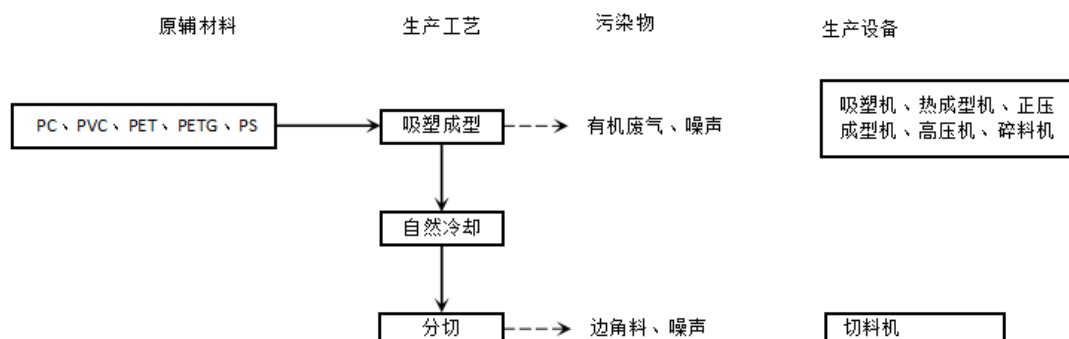 原辅材料 生产工艺 污染物 生产设备
PC、PVC、PET、PETG、PS 吸塑成型 有机废气、噪声 吸塑机、热成型机、正压
成型机、高压机、碎料机
自然冷却
分切 边角料、噪声 切料机